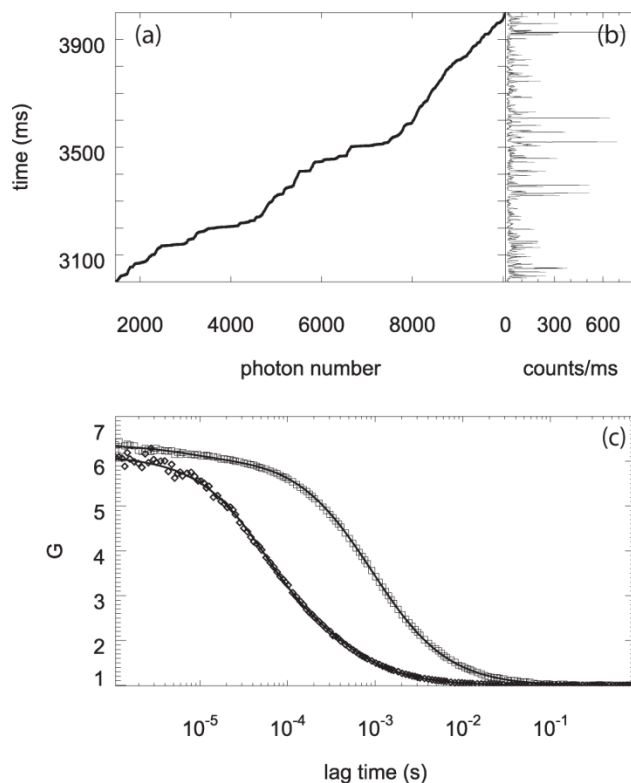 (a)
(b)
3900
3500
3100
time (ms)
2000 4000 6000 8000 0 300 600
photon number counts/ms
(c)
7
6
5
4
3
2
1
G
10-5 10-4 10-3 10-2 10-1
lag time (s)